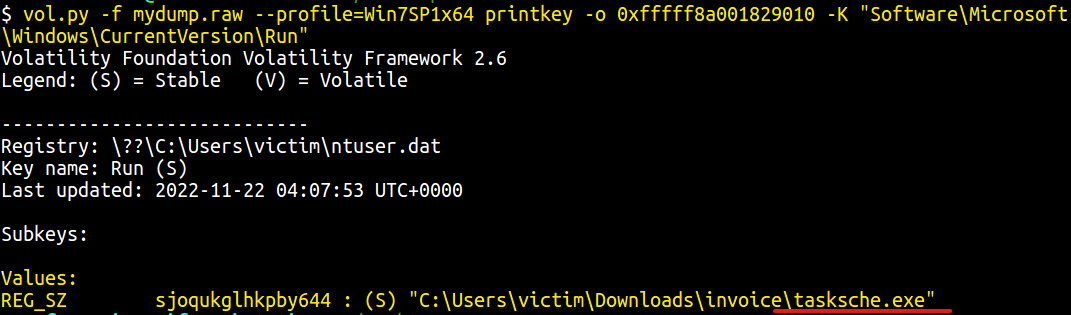 $ vol.py -f mydump.raw --profile=Win7SP1x64 printkey -o 0xfffff8a001829010 -K "Software\Microsoft
\Windows\CurrentVersion\Run"
Volatility Foundation Volatility Framework 2.6
Legend: (S) = Stable   (V) = Volatile
----------------------------
Registry: \??\C:\Users\victim\ntuser.dat
Key name: Run (S)
Last updated: 2022-11-22 04:07:53 UTC+0000
Subkeys:
Values:
REG_SZ        sjoqukglhkpby644 : (S) "C:\Users\victim\Downloads\invoice\tasksche.exe"